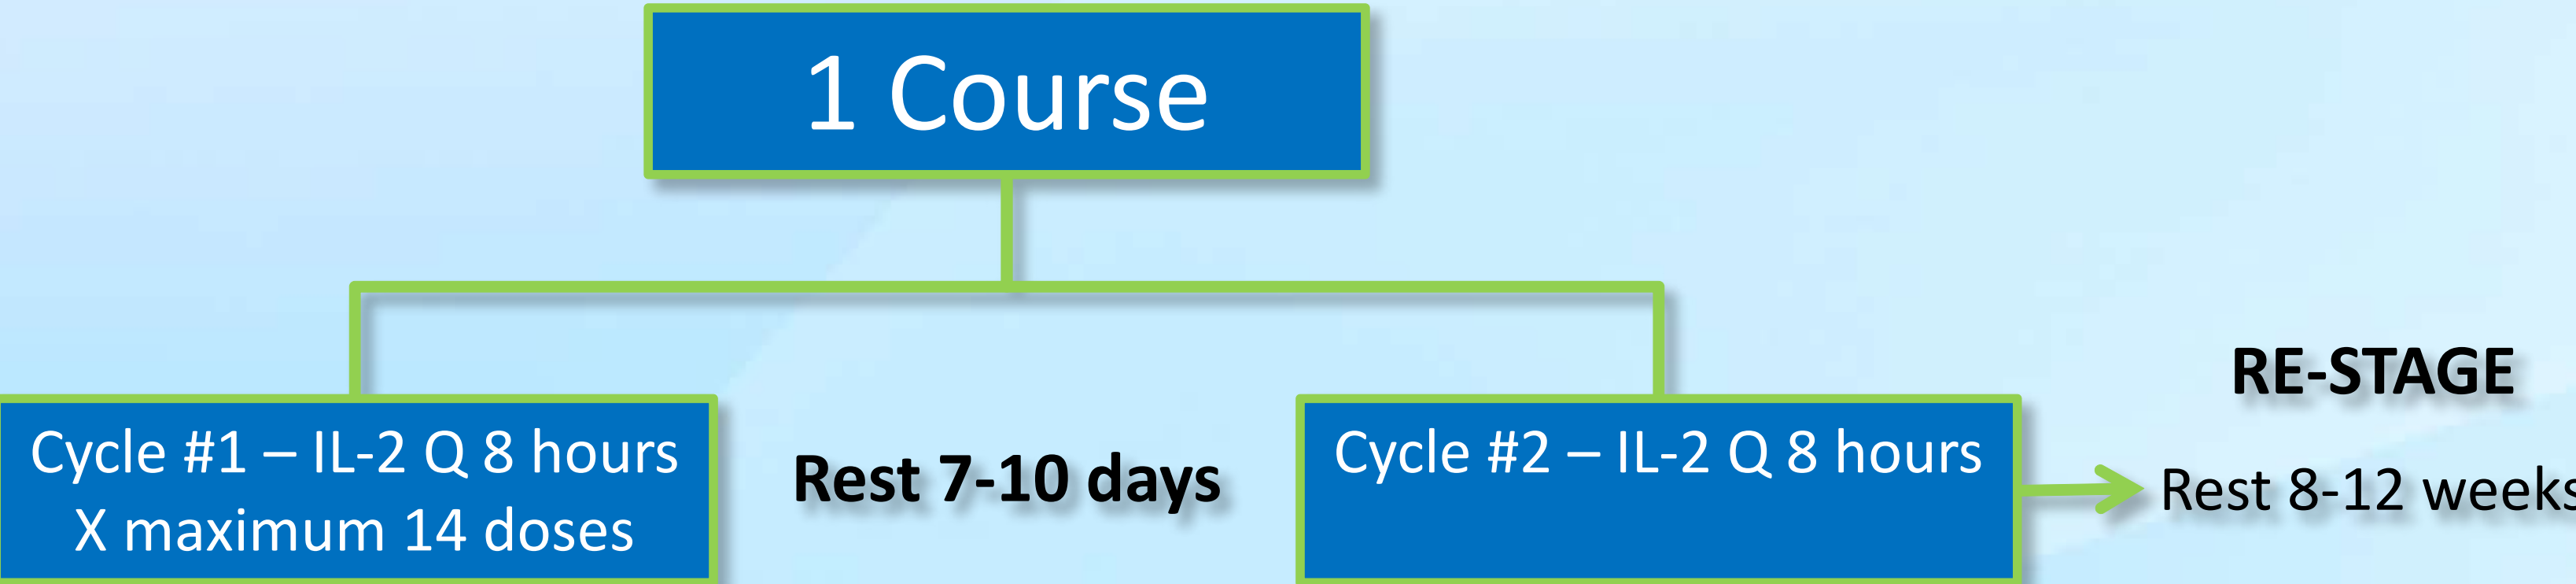 1 Course
Cycle #1 – IL-2 Q 8 hours
X maximum 14 doses
Rest 7-10 days
Cycle #2 – IL-2 Q 8 hours
RE-STAGE
Rest 8-12 weeks